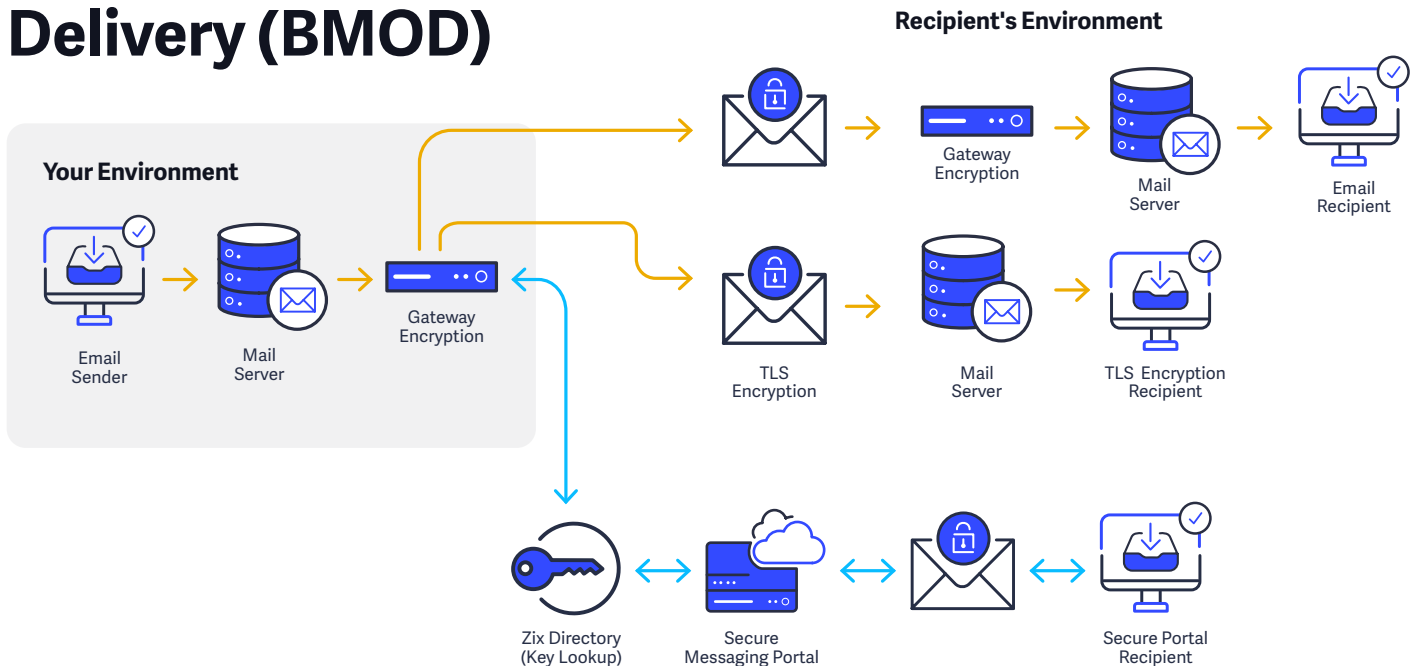 Delivery (BMOD)
Recipient's Environment
Your Environment
Gateway
Encryption
Mail
Server
Email
Recipient
Email
Sender
Mail
Server
Gateway
Encryption
TLS
Encryption
Mail
Server
TLS Encryption
Recipient
Zix Directory
(Key Lookup)
Secure
Messaging Portal
Secure Portal
Recipient